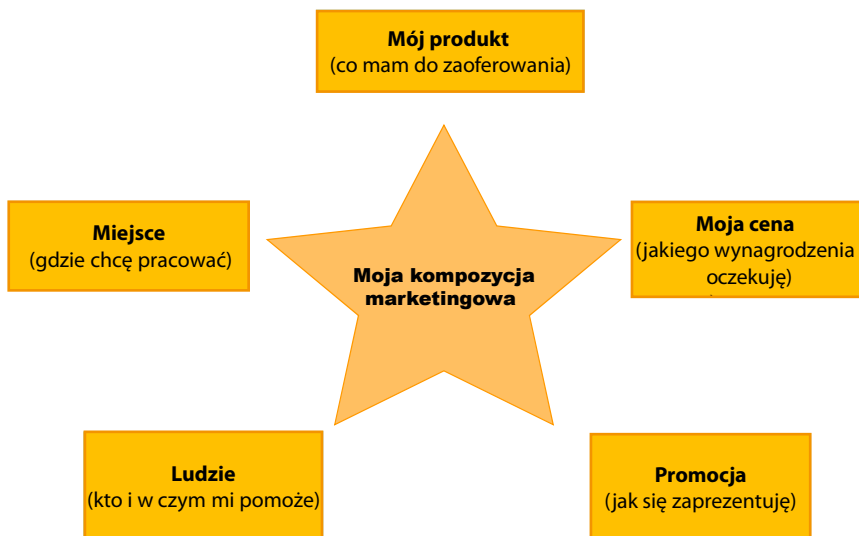 Mój produkt
(co mam do zaoferowania)
Miejsce
(gdzie chcę pracować)
Moja cena
(jakiego wynagrodzenia
oczekuję)
Moja kompozycja
marketingowa
Ludzie
(kto i w czym mi pomoże)
Promocja
(jak się zaprezentuję)